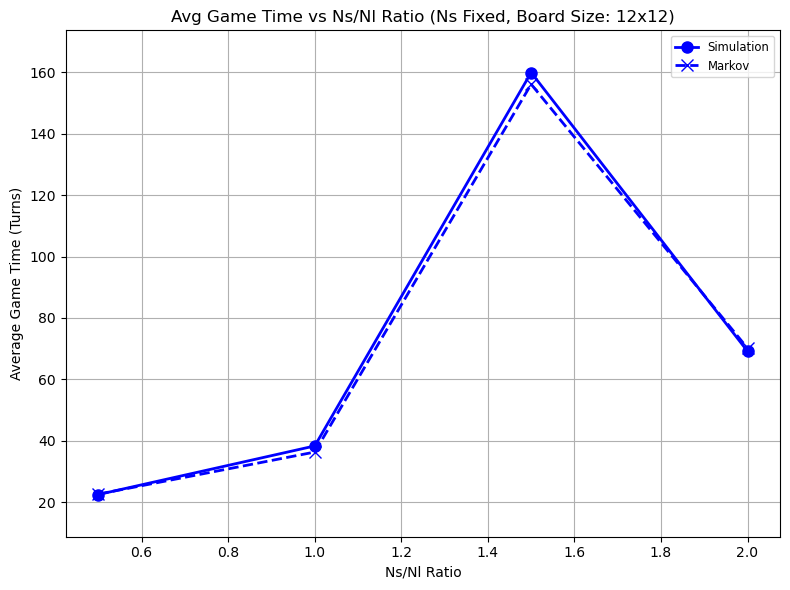 Avg Game Time vs Ns/Nl Ratio (Ns Fixed, Board Size: 12x12)
Simulation
Markov
160
140
120
100
80
60
40
20
Average Game Time (Turns)
0.6 0.8 1.0 1.2 1.4 1.6 1.8 2.0
Ns/Nl Ratio